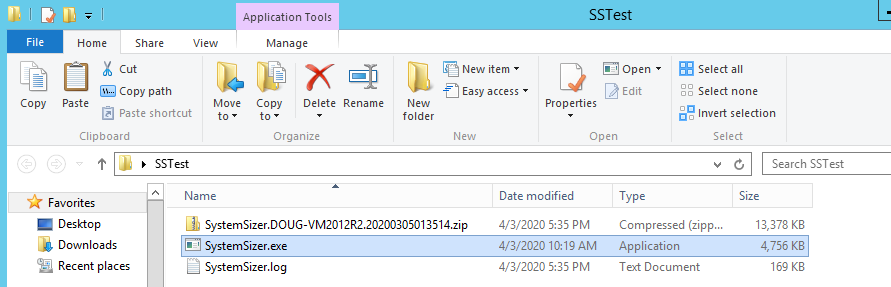 Application Tools
SSTest
File Home Share View Manage
Copy
Paste
Cut
Copy path
Paste shortcut
Clipboard
Move to
Copy to
Delete
Rename
Organize
New folder
New item
Easy access
New
Properties
Open
Edit
Open
Select all
Select none
Invert selection
Select
SSTest
Search SSTest
Favorites
Desktop
Downloads
Recent places
Name Date modified Type Size
SystemSizer.DOUG-VM2012R2.20200305013514.zip 4/3/2020 5:35 PM Compressed (zipp... 13,378 KB
SystemSizer.exe 4/3/2020 10:19 AM Application 4,756 KB
SystemSizer.log 4/3/2020 5:35 PM Text Document 169 KB